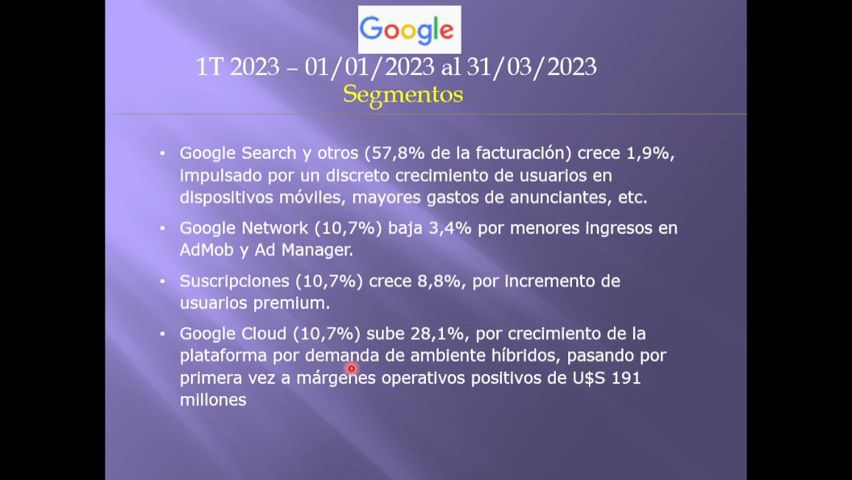 Google
1T 2023 – 01/01/2023 al 31/03/2023
Segmentos
• Google Search y otros (57,8% de la facturación) crece 1,9%,
impulsado por un discreto crecimiento de usuarios en
dispositivos móviles, mayores gastos de anunciantes, etc.
• Google Network (10,7%) baja 3,4% por menores ingresos en
AdMob y Ad Manager.
• Suscripciones (10,7%) crece 8,8%, por incremento de
usuarios premium.
• Google Cloud (10,7%) sube 28,1%, por crecimiento de la
plataforma por demanda de ambiente híbridos, pasando por
primera vez a márgenes operativos positivos de U$S 191
millones